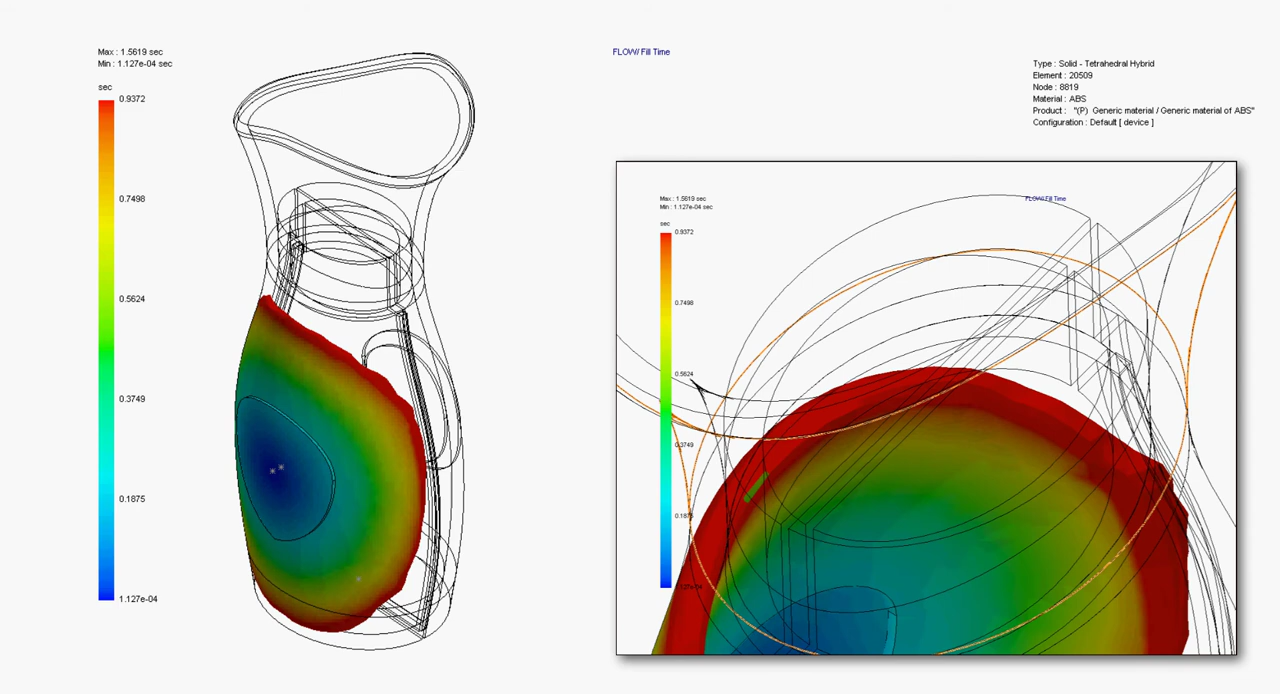 Max : 1.5619 sec
Min : 1.127e-04 sec
sec
0.9372
0.7498
0.5624
0.3749
0.1875
1.127e-04
FLOW/ Fill Time
Type : Solid - Tetrahedral Hybrid
Element : 20509
Node : 8819
Material : ABS
Product : "(P) Generic material / Generic material of ABS"
Configuration : Default [ device ]
Max : 1.5619 sec
Min : 1.127e-04 sec
FLOW/ Fill Time
sec
0.9372
0.7498
0.5624
0.3749
0.1875